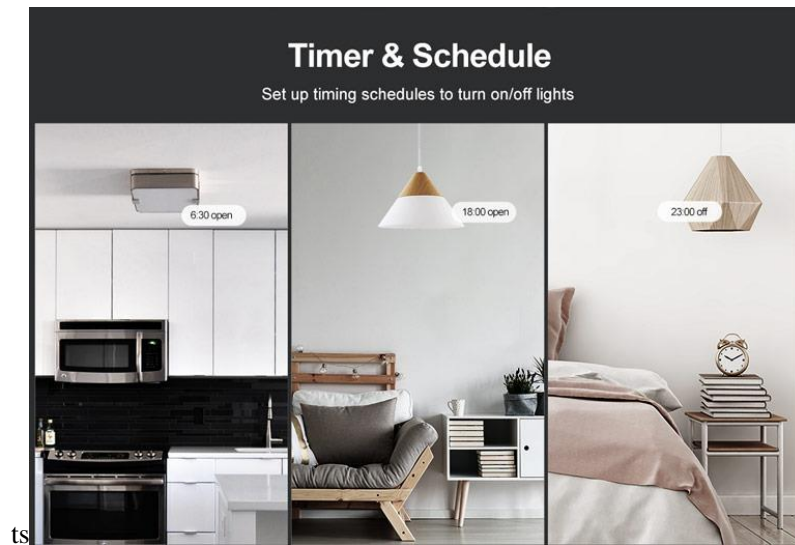 Timer & Schedule
Set up timing schedules to turn on/off lights
6:30 open
18:00 open
23:00 off
ts